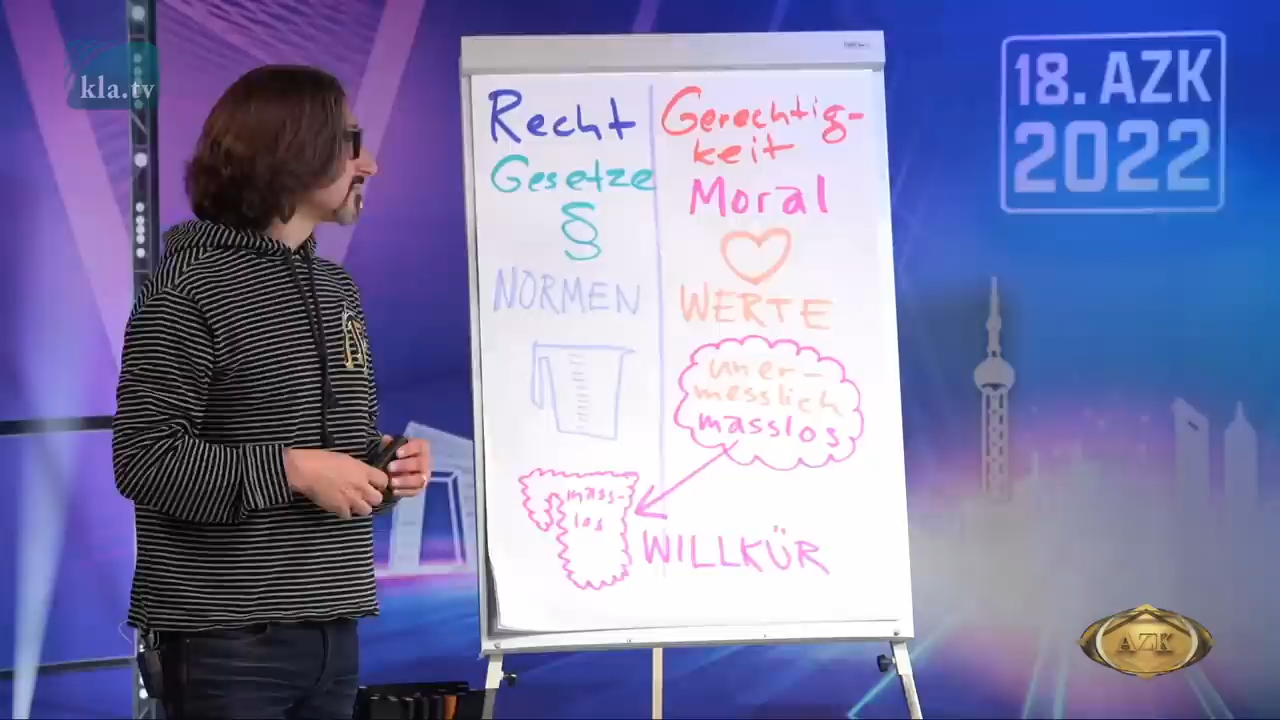 kla.tv
18. AZK
2022
Recht
Gesetze
§
NORMEN
Gerechtig-
keit
Moral
WERTE
uner-
messlich
masslos
mass-
los
WILLKÜR
AZK